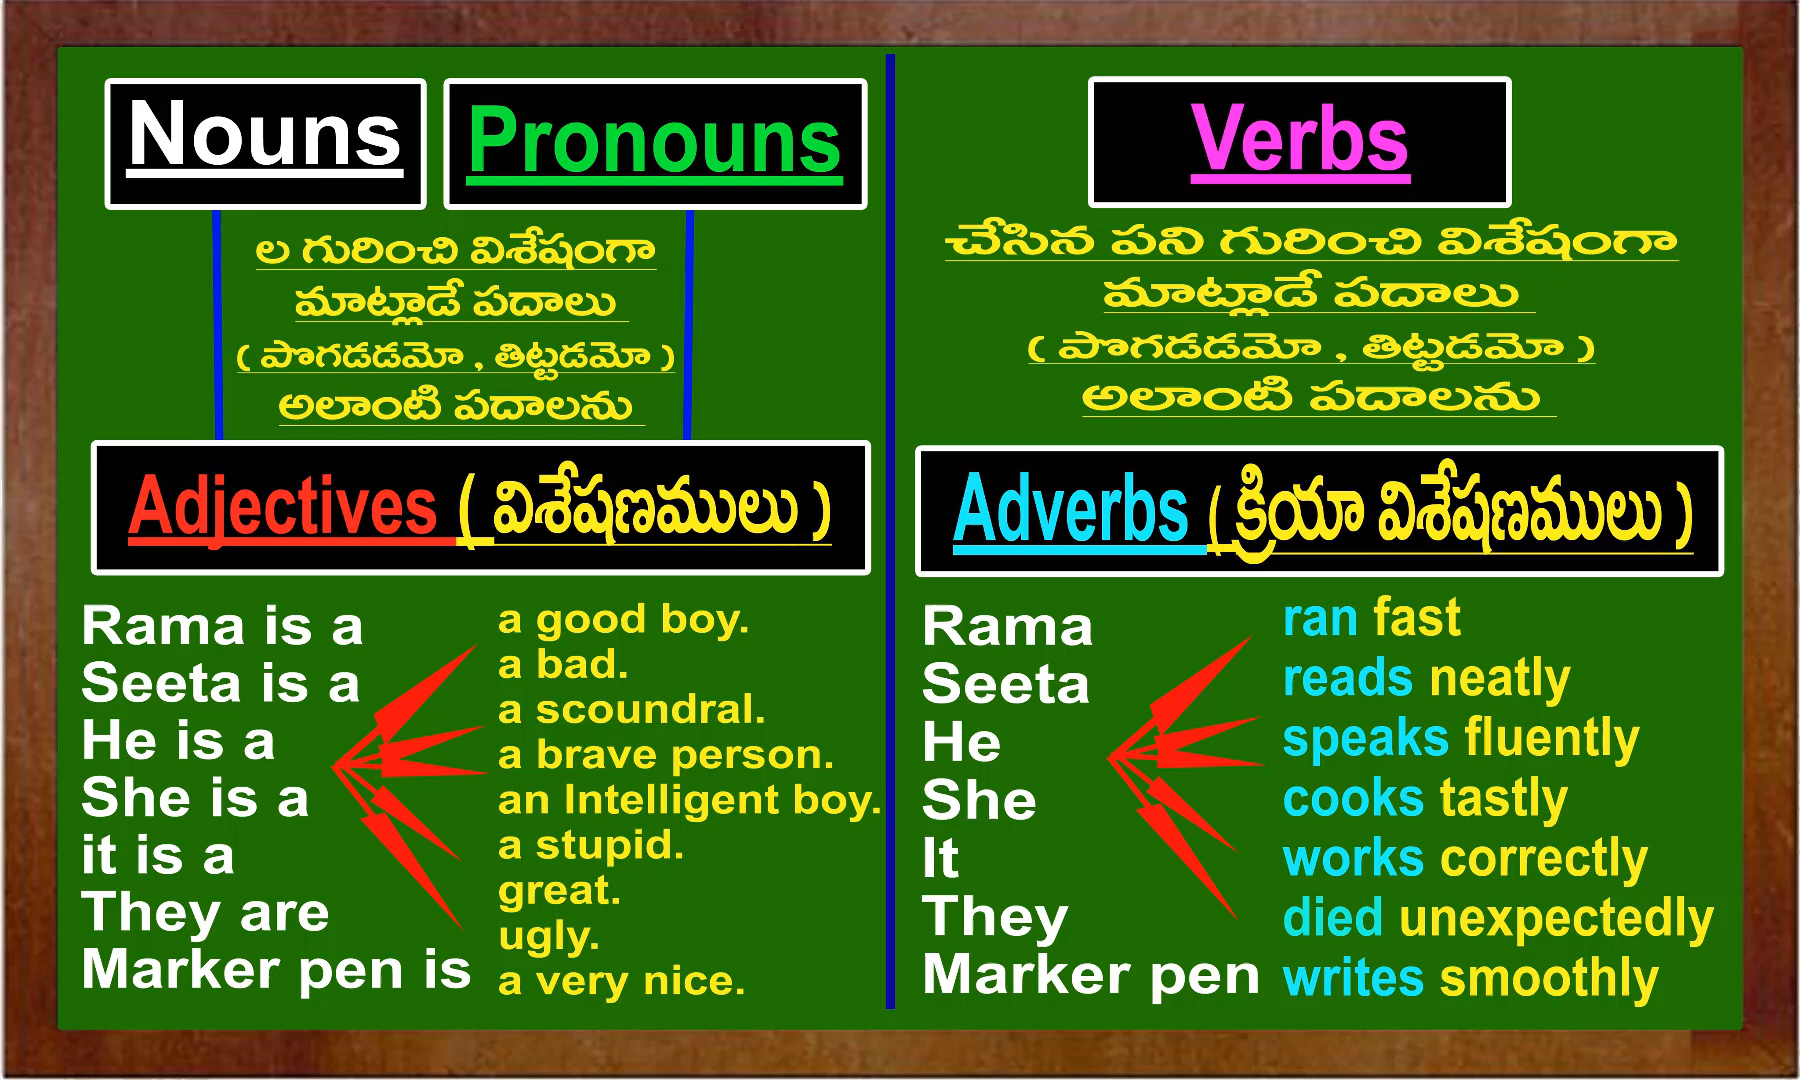 Nouns
Pronouns
ల గురించి విశేషంగా
మాట్లాడే పదాలు
( పొగడడమో , తిట్టడమో )
అలాంటి పదాలను
Adjectives ( విశేషణములు )
Rama is a
Seeta is a
He is a
She is a
it is a
They are
Marker pen is
a good boy.
a bad.
a scoundral.
a brave person.
an Intelligent boy.
a stupid.
great.
ugly.
a very nice.
Verbs
చేసిన పని గురించి విశేషంగా
మాట్లాడే పదాలు
( పొగడడమో , తిట్టడమో )
అలాంటి పదాలను
Adverbs ( క్రియా విశేషణములు )
Rama
Seeta
He
She
It
They
Marker pen
ran fast
reads neatly
speaks fluently
cooks tastly
works correctly
died unexpectedly
writes smoothly